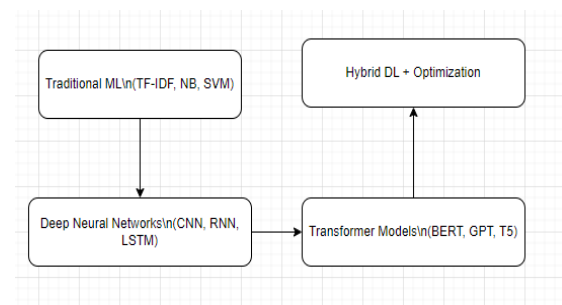 Traditional ML\n(TF-IDF, NB, SVM)
Hybrid DL + Optimization
Deep Neural Networks\n(CNN, RNN,
LSTM)
Transformer Models\n(BERT, GPT, T5)